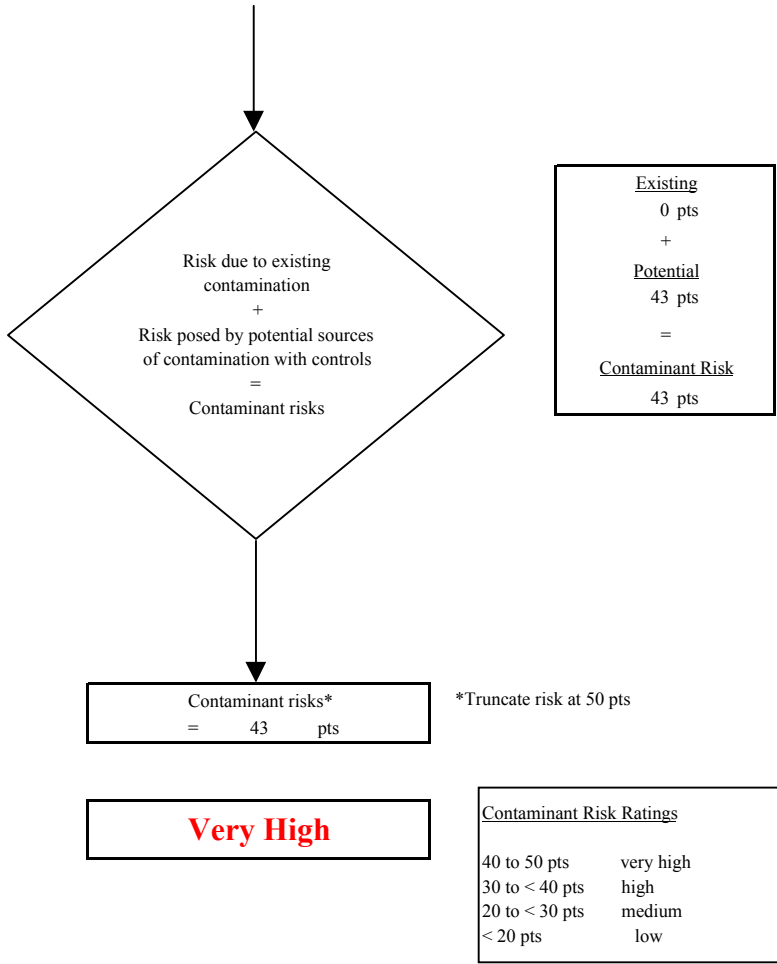 Risk due to existing
contamination
+
Risk posed by potential sources
of contamination with controls
=
Contaminant risks
Existing
0 pts
+
Potential
43 pts
=
Contaminant Risk
43 pts
Contaminant risks*
= 43 pts
*Truncate risk at 50 pts
Very High
Contaminant Risk Ratings
40 to 50 pts very high
30 to < 40 pts high
20 to < 30 pts medium
< 20 pts low